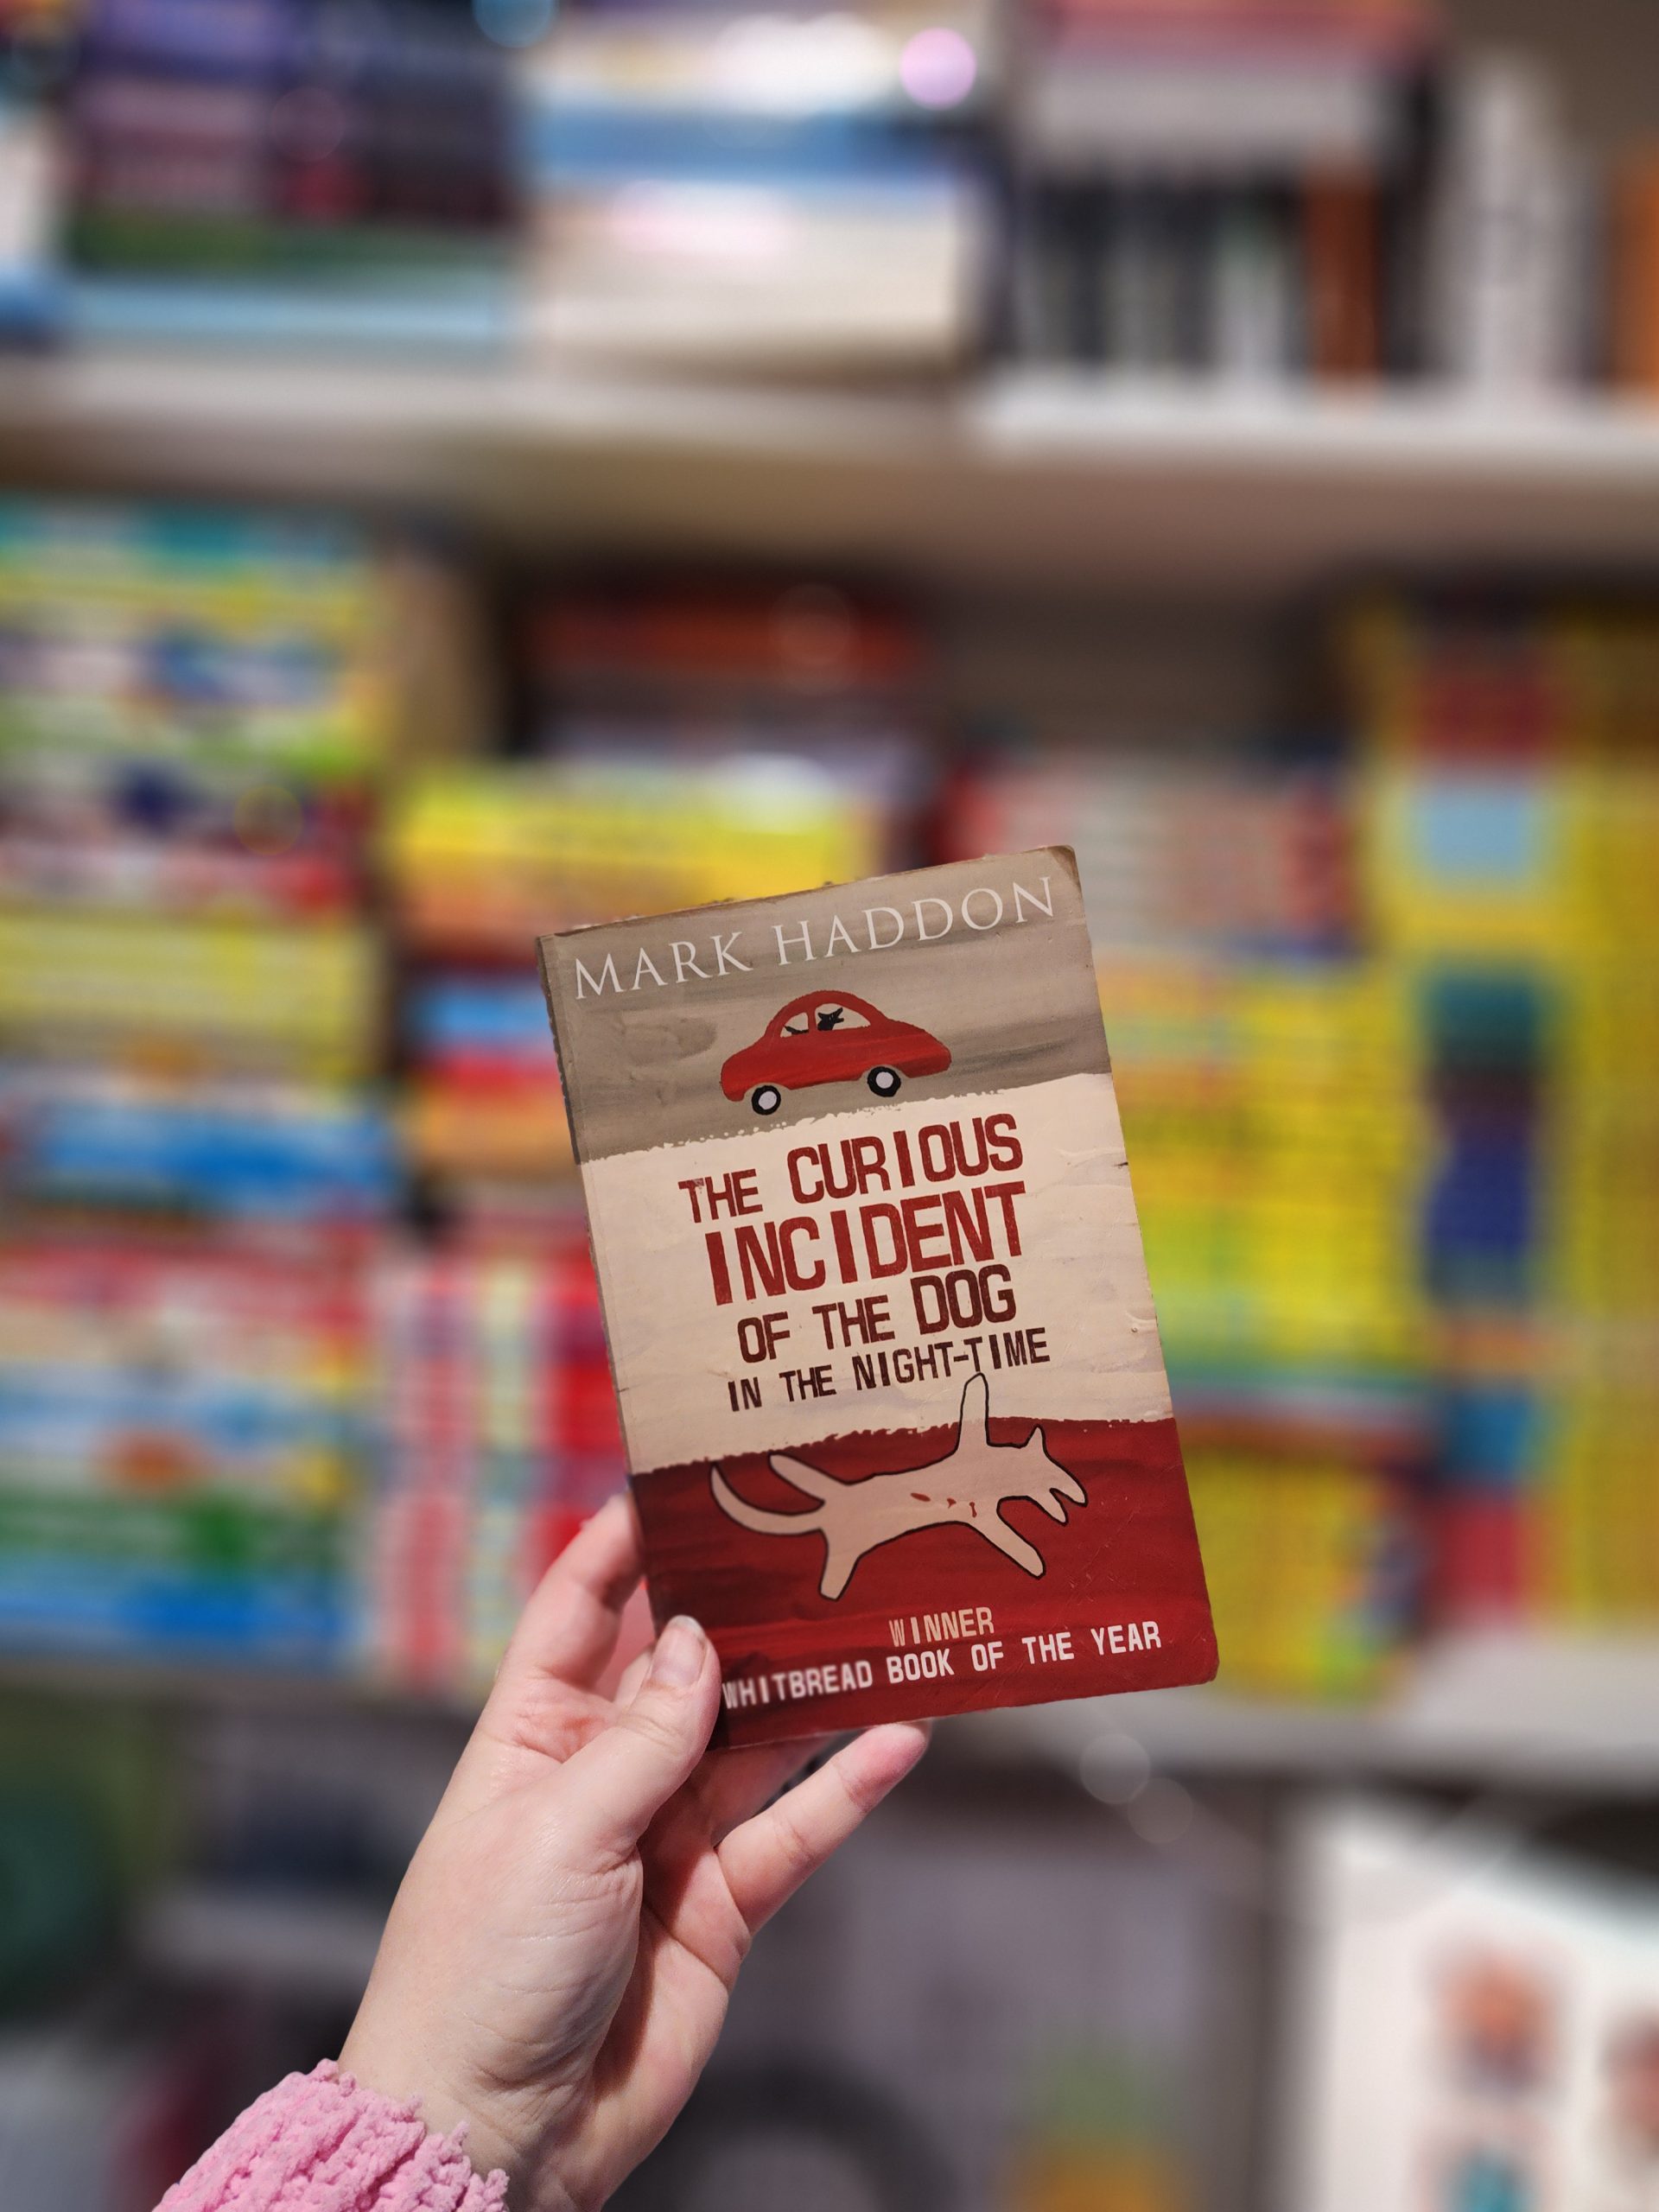 MARK HADDON
THE CURIOUS
INCIDENT
OF THE DOG
IN THE NIGHT-TIME
WINNER
WHITBREAD BOOK OF THE YEAR